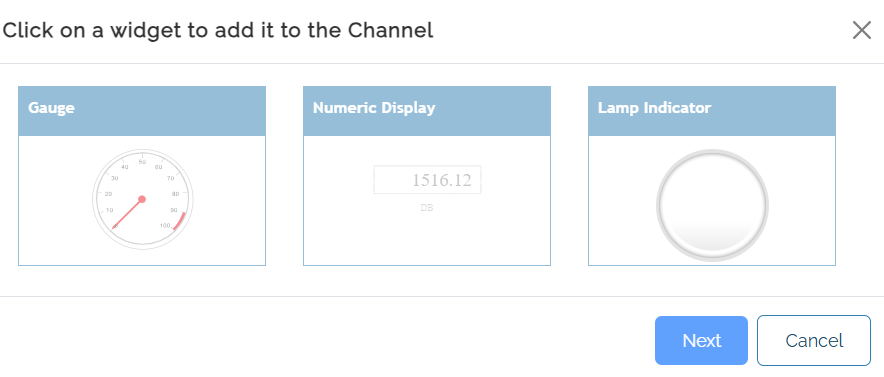 Click on a widget to add it to the Channel
Gauge
Numeric Display
Lamp Indicator
50
40
60
30
70
20
80
10
90
100
1516.12
DB
Next
Cancel